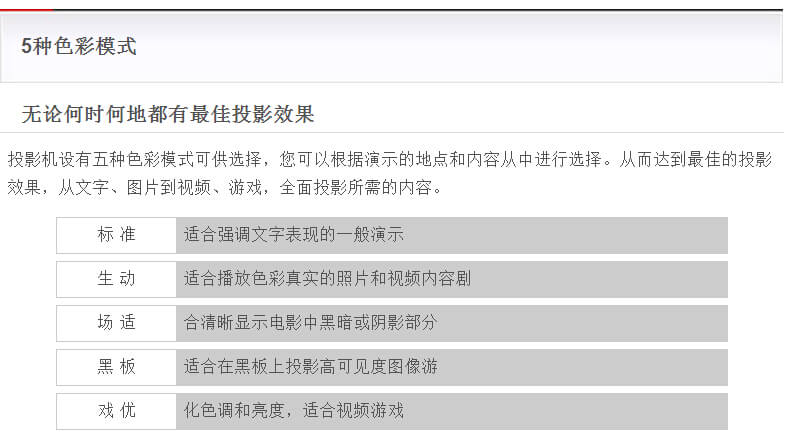 5种色彩模式
无论何时何地都有最佳投影效果
投影机设有五种色彩模式可供选择，您可以根据演示的地点和内容从中进行选择。从而达到最佳的投影
效果，从文字、图片到视频、游戏，全面投影所需的内容。
标 准 适合强调文字表现的一般演示
生 动 适合播放色彩真实的照片和视频内容剧
场 适 合清晰显示电影中黑暗或阴影部分
黑 板 适合在黑板上投影高可见度图像游
戏 优 化色调和亮度，适合视频游戏